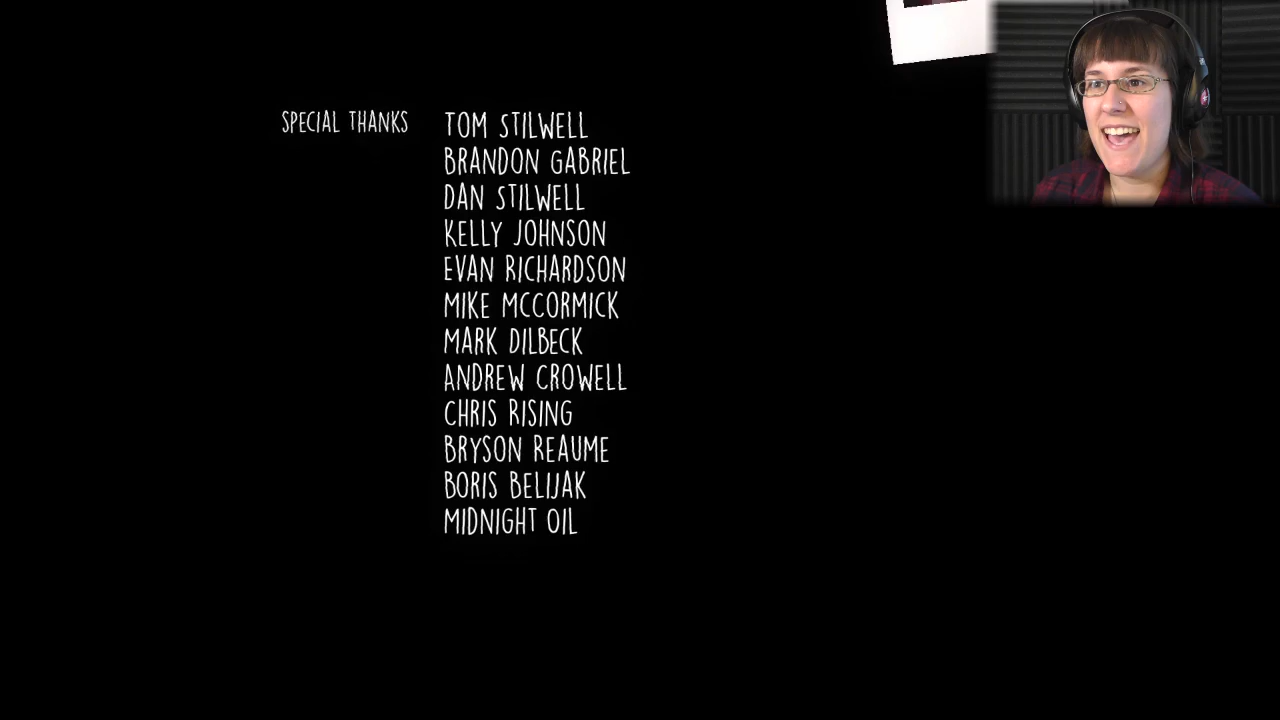 SPECIAL THANKS
TOM STILWELL
BRANDON GABRIEL
DAN STILWELL
KELLY JOHNSON
EVAN RICHARDSON
MIKE MCCORMICK
MARK DILBECK
ANDREW CROWELL
CHRIS RISING
BRYSON REAUME
BORIS BELIJAK
MIDNIGHT OIL